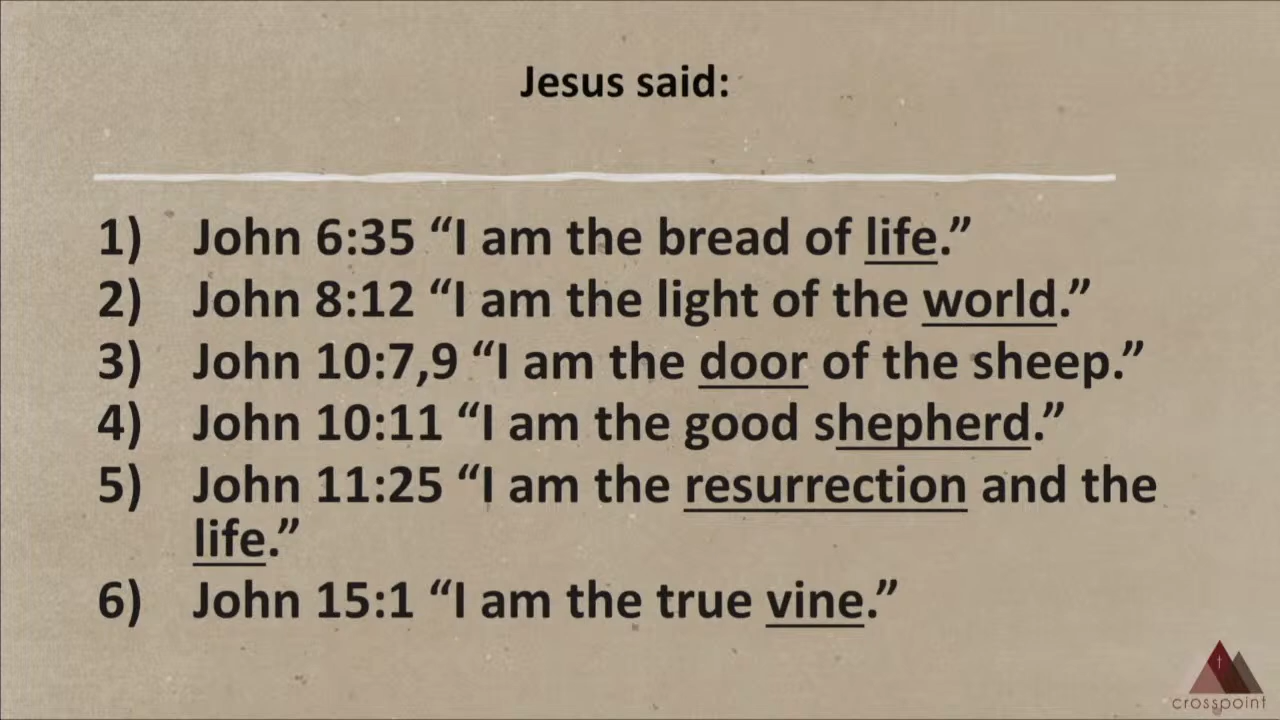 Jesus said:
1) John 6:35 “I am the bread of life.”
2) John 8:12 “I am the light of the world.”
3) John 10:7,9 “I am the door of the sheep.”
4) John 10:11 “I am the good shepherd.”
5) John 11:25 “I am the resurrection and the
life.”
6) John 15:1 “I am the true vine.”
crosspoint